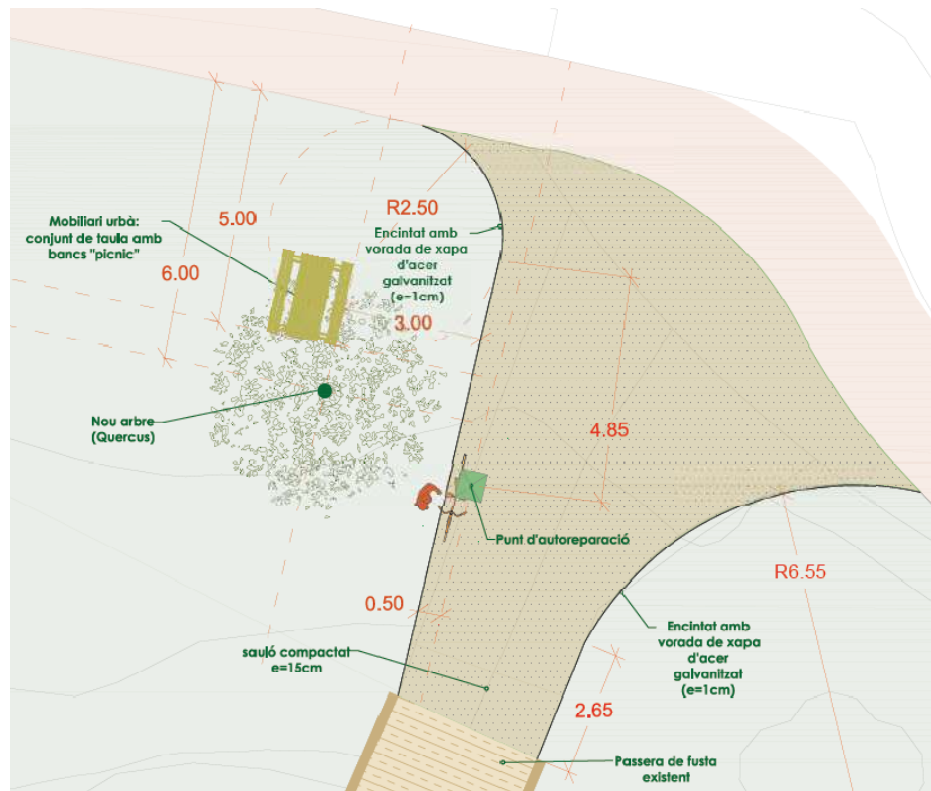 R2.50
5.00
Mobiliari urbà:
conjunt de taula amb
bancs "picnic"
6.00
Encintat amb
vorada de xapa
d'acer
galvanitzat
(e=1cm)
3.00
Nou arbre
(Quercus)
4.85
Punt d'autoreparació
R6.55
0.50
Encintat amb
vorada de xapa
d'acer
galvanitzat
(e=1cm)
sauló compactat
e=15cm
2.65
Passera de fusta
existent